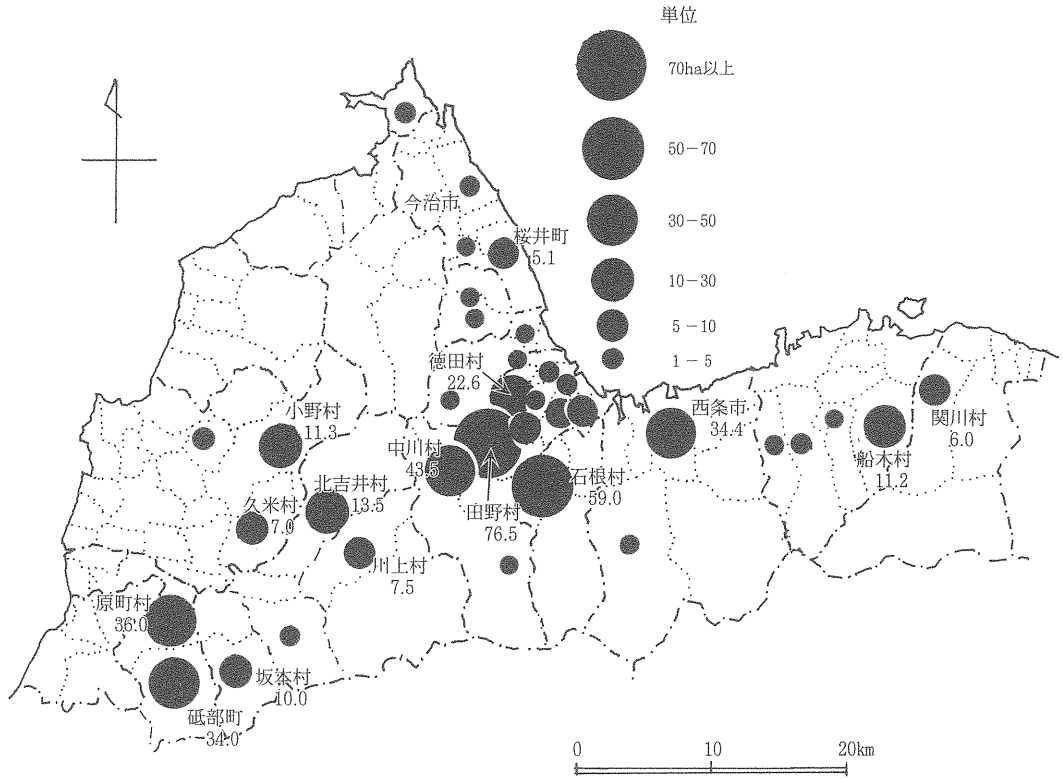 単位
70ha以上
50-70
30-50
10-30
5-10
1-5
今治市
桜井町
5.1
徳田村
22.6
小野村
11.3
中川村
43.5
北吉井村
13.5
久米村
7.0
川上村
7.5
田野村
76.5
石根村
59.0
西条市
34.4
関川村
6.0
船木村
11.2
原町村
36.0
坂本村
10.0
砥部町
34.0
0 10 20km